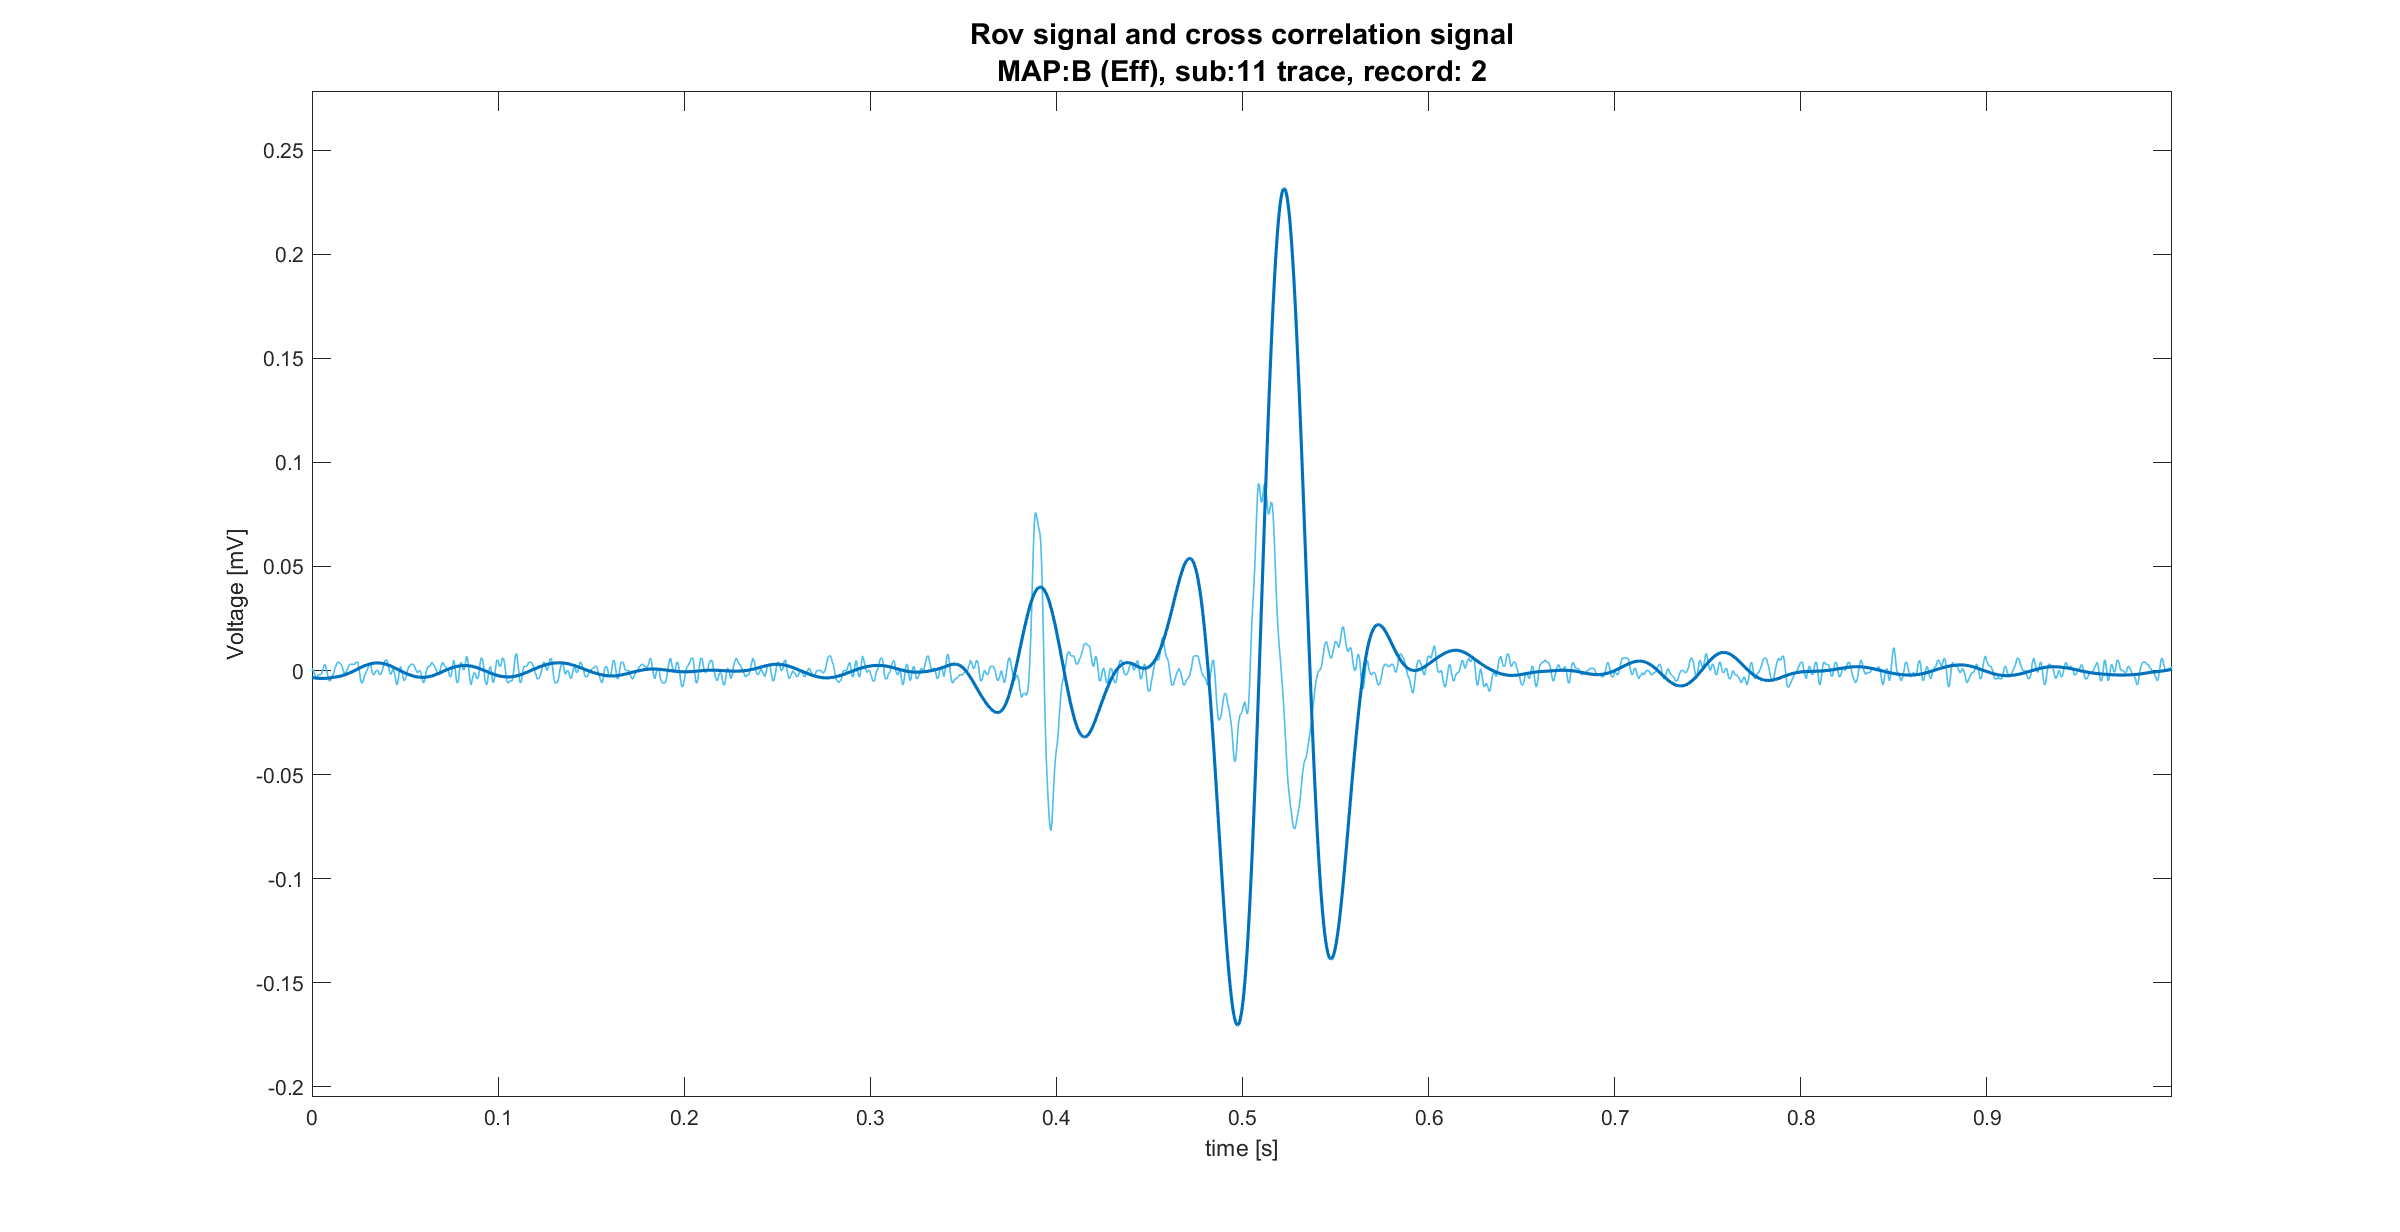 Rov signal and cross correlation signal
MAP:B (Eff), sub:11 trace, record: 2
0.25
0.2
0.15
0.1
0.05
0
-0.05
-0.1
-0.15
-0.2
Voltage [mV]
0 0.1 0.2 0.3 0.4 0.5 0.6 0.7 0.8 0.9
time [s]